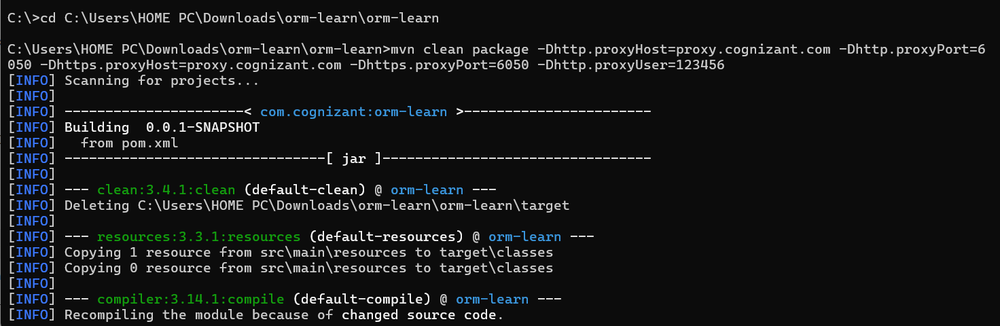 C:\>cd C:\Users\HOME PC\Downloads\orm-learn\orm-learn
C:\Users\HOME PC\Downloads\orm-learn\orm-learn>mvn clean package -Dhttp.proxyHost=proxy.cognizant.com -Dhttp.proxyPort=6
050 -Dhttps.proxyHost=proxy.cognizant.com -Dhttps.proxyPort=6050 -Dhttp.proxyUser=123456
[INFO] Scanning for projects...
[INFO]
[INFO] ----------------------< com.cognizant:orm-learn >-----------------------
[INFO] Building  0.0.1-SNAPSHOT
[INFO]   from pom.xml
[INFO] --------------------------------[ jar ]---------------------------------
[INFO]
[INFO] --- clean:3.4.1:clean (default-clean) @ orm-learn ---
[INFO] Deleting C:\Users\HOME PC\Downloads\orm-learn\orm-learn\target
[INFO]
[INFO] --- resources:3.3.1:resources (default-resources) @ orm-learn ---
[INFO] Copying 1 resource from src\main\resources to target\classes
[INFO] Copying 0 resource from src\main\resources to target\classes
[INFO]
[INFO] --- compiler:3.14.1:compile (default-compile) @ orm-learn ---
[INFO] Recompiling the module because of changed source code.